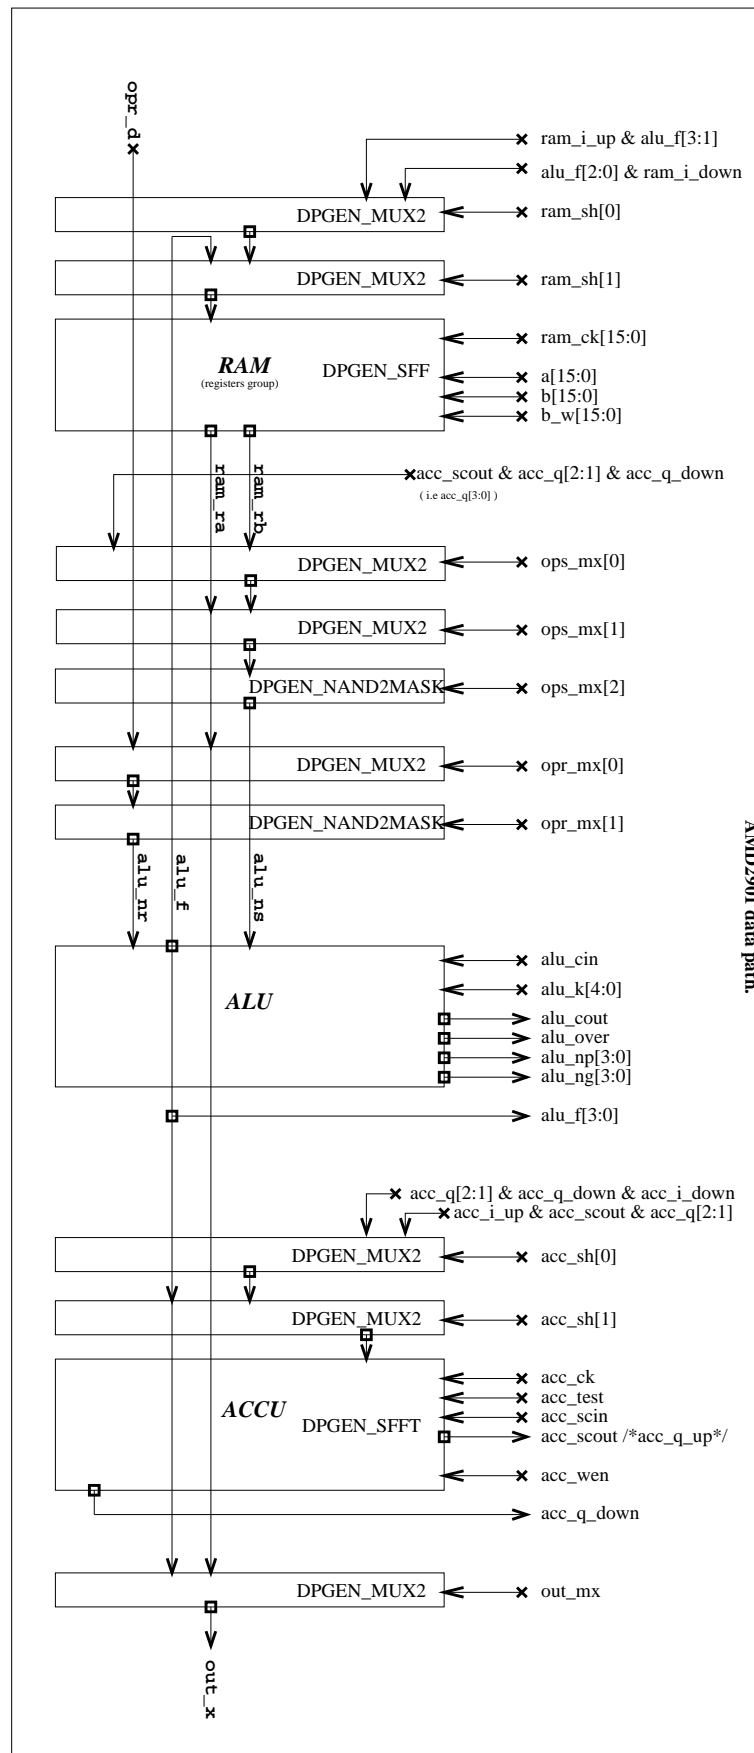 opr_d
ram_i_up & alu_f[3:1]
alu_f[2:0] & ram_i_down
DPGEN_MUX2
ram_sh[0]
DPGEN_MUX2
ram_sh[1]
RAM
(registers group)
DPGEN_SFF
ram_ck[15:0]
a[15:0]
b[15:0]
b_w[15:0]
ram_ra
ram_rb
acc_scout & acc_q[2:1] & acc_q_down
( i.e acc_q[3:0] )
DPGEN_MUX2
ops_mx[0]
DPGEN_MUX2
ops_mx[1]
DPGEN_NAND2MASK
ops_mx[2]
DPGEN_MUX2
opr_mx[0]
DPGEN_NAND2MASK
opr_mx[1]
alu_nr
alu_f
alu_ns
AMD2901 data path.
ALU
alu_cin
alu_k[4:0]
alu_cout
alu_over
alu_np[3:0]
alu_ng[3:0]
alu_f[3:0]
acc_q[2:1] & acc_q_down & acc_i_down
acc_i_up & acc_scout & acc_q[2:1]
DPGEN_MUX2
acc_sh[0]
DPGEN_MUX2
acc_sh[1]
ACCU
DPGEN_SFFT
acc_ck
acc_test
acc_scin
acc_scout /*acc_q_up*/
acc_wen
acc_q_down
DPGEN_MUX2
out_mx
out_x